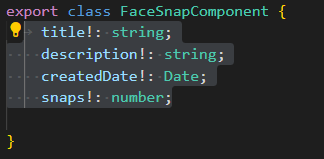 export class FaceSnapComponent {
title!: string;
description!: string;
createdDate!: Date;
snaps!: number;
}